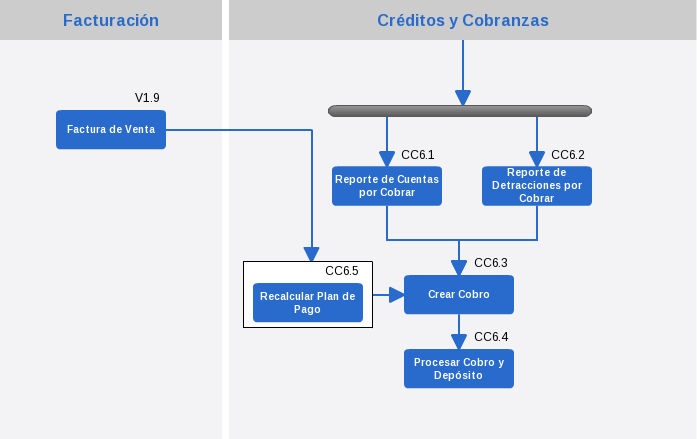 Facturación
Créditos y Cobranzas
V1.9
Factura de Venta
CC6.1
Reporte de Cuentas
por Cobrar
CC6.2
Reporte de
Detracciones por
Cobrar
CC6.5
Recalcular Plan de
Pago
CC6.3
Crear Cobro
CC6.4
Procesar Cobro y
Depósito